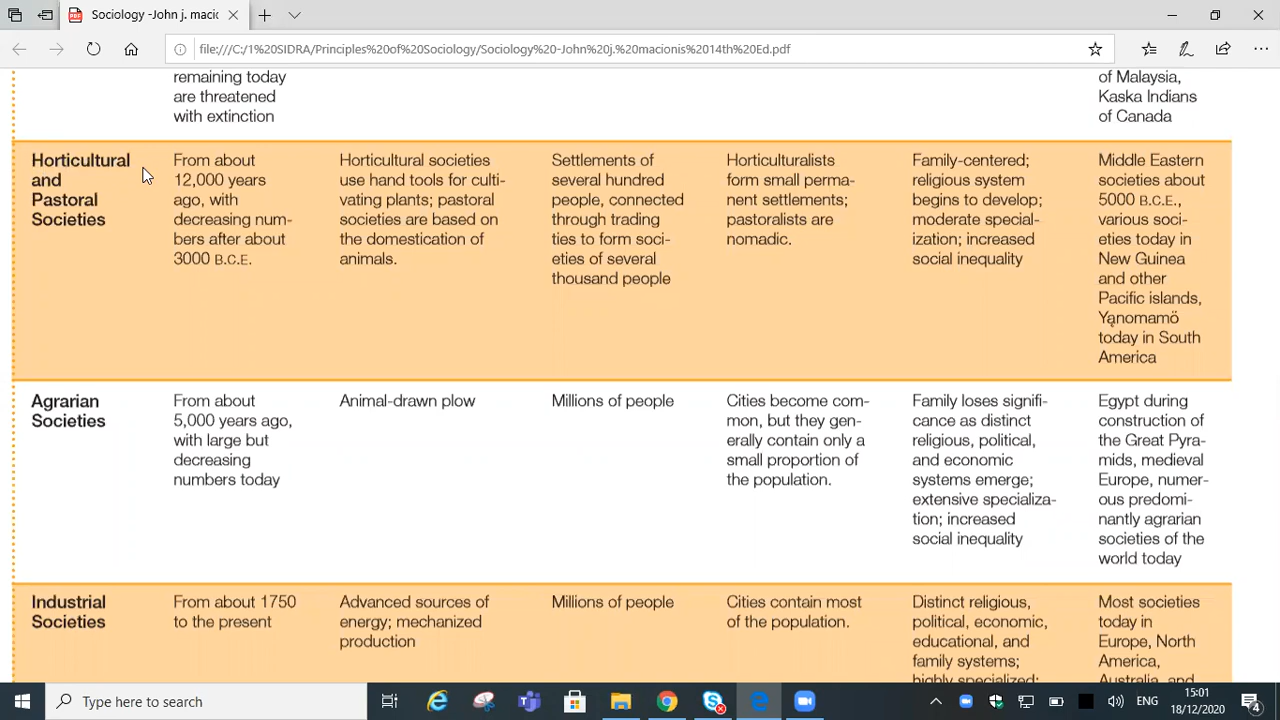 Sociology -John j. macio
file:///C:/1%20SIDRA/Principles%20of%20Sociology/Sociology%20-John%20j.%20macionis%2014th%20Ed.pdf
remaining today
are threatened
with extinction
of Malaysia,
Kaska Indians
of Canada
Horticultural
and
Pastoral
Societies
From about
12,000 years
ago, with
decreasing num-
bers after about
3000 B.C.E.
Horticultural societies
use hand tools for culti-
vating plants; pastoral
societies are based on
the domestication of
animals.
Settlements of
several hundred
people, connected
through trading
ties to form soci-
eties of several
thousand people
Horticulturalists
form small perma-
nent settlements;
pastoralists are
nomadic.
Family-centered;
religious system
begins to develop;
moderate special-
ization; increased
social inequality
Middle Eastern
societies about
5000 B.C.E.,
various soci-
eties today in
New Guinea
and other
Pacific islands,
Yąnomamö
today in South
America
Agrarian
Societies
From about
5,000 years ago,
with large but
decreasing
numbers today
Animal-drawn plow
Millions of people
Cities become com-
mon, but they gen-
erally contain only a
small proportion of
the population.
Family loses signifi-
cance as distinct
religious, political,
and economic
systems emerge;
extensive specializa-
tion; increased
social inequality
Egypt during
construction of
the Great Pyra-
mids, medieval
Europe, numer-
ous predomi-
nantly agrarian
societies of the
world today
Industrial
Societies
From about 1750
to the present
Advanced sources of
energy; mechanized
production
Millions of people
Cities contain most
of the population.
Distinct religious,
political, economic,
educational, and
family systems;
highly specialized;
Most societies
today in
Europe, North
America,
Australia, and
Type here to search
ENG
15:01
18/12/2020
4